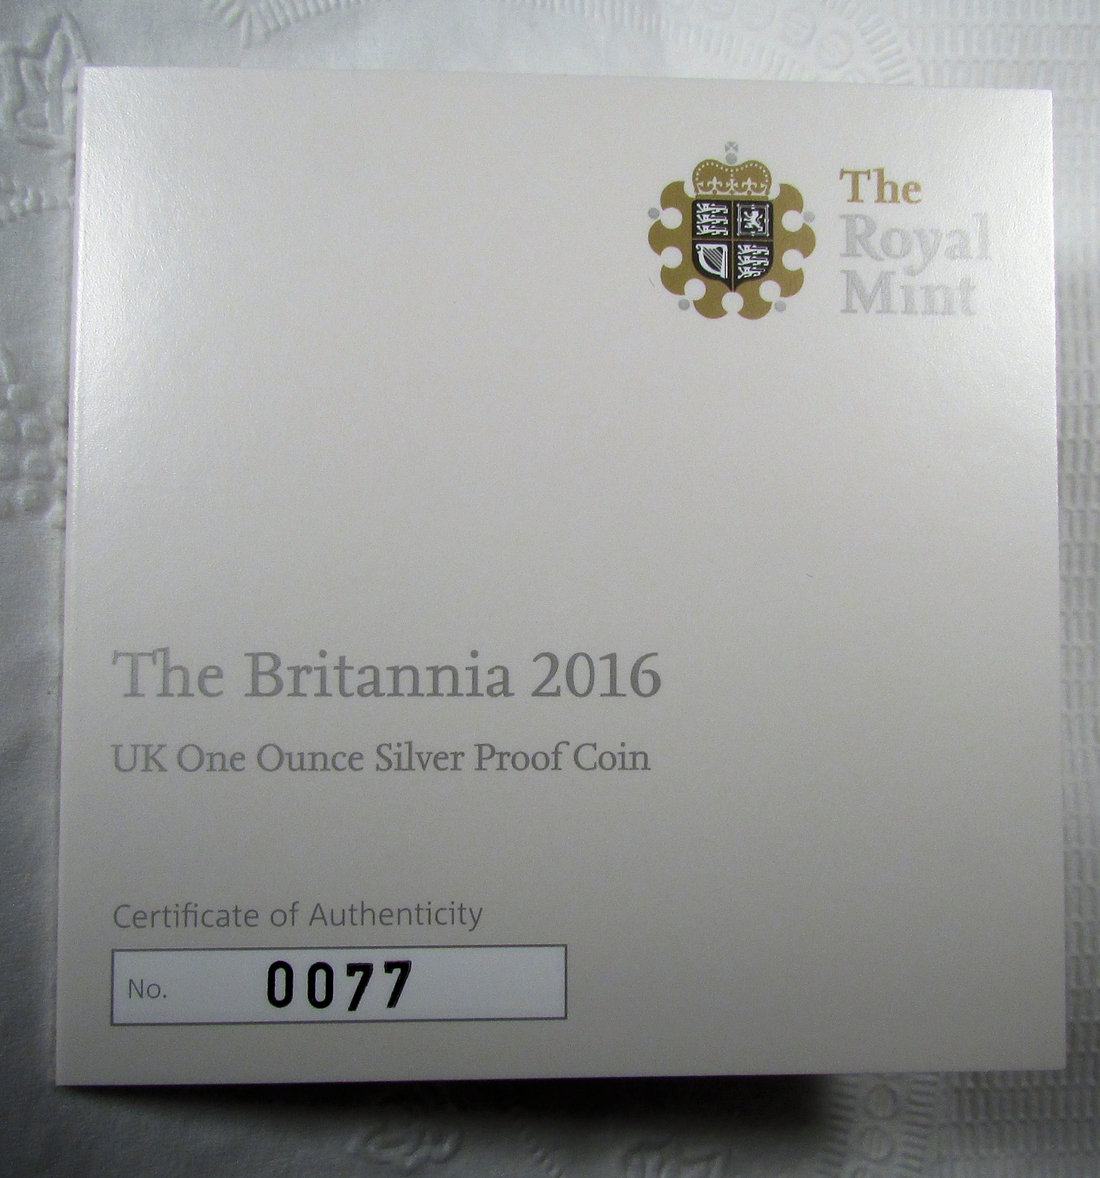 The
Royal
Mint
The Britannia 2016
UK One Ounce Silver Proof Coin
Certificate of Authenticity
No. 0077